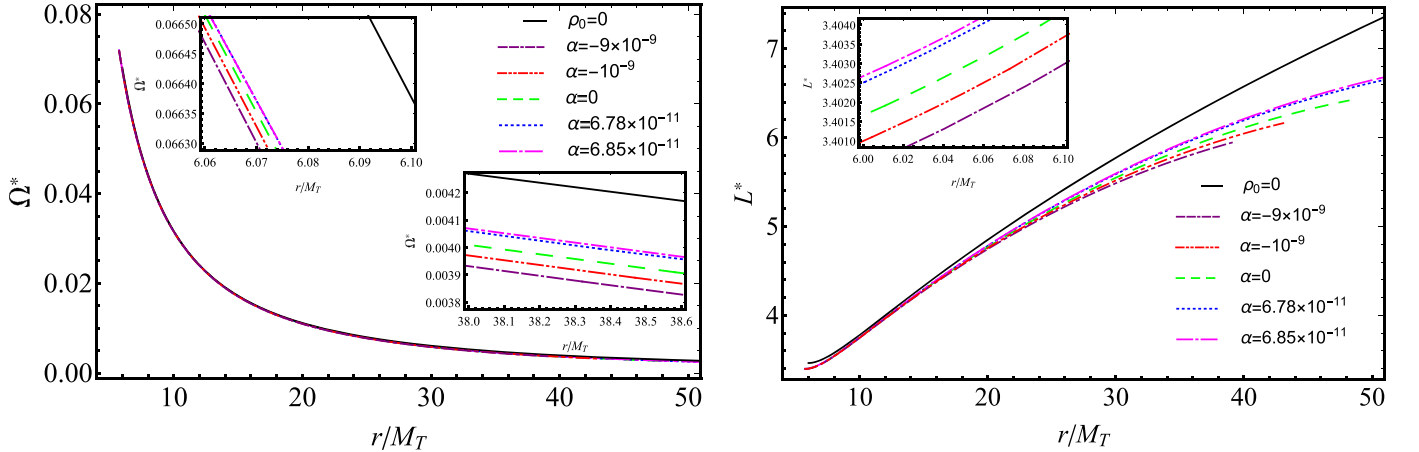 Ω*
0.08
0.06
0.04
0.02
0.00
10
20
30
40
50
r/M_T
ρ₀=0
α=−9×10⁻⁹
α=−10⁻⁹
α=0
α=6.78×10⁻¹¹
α=6.85×10⁻¹¹
Ω*
0.06650
0.06645
0.06640
0.06635
0.06630
6.06
6.07
6.08
6.09
6.10
r/M_T
Ω*
0.0042
0.0041
0.0040
0.0039
0.0038
38.0
38.1
38.2
38.3
38.4
38.5
38.6
r/M_T
L*
7
6
5
4
10
20
30
40
50
r/M_T
L*
3.4040
3.4035
3.4030
3.4025
3.4020
3.4015
3.4010
6.00
6.02
6.04
6.06
6.08
6.10
r/M_T
ρ₀=0
α=−9×10⁻⁹
α=−10⁻⁹
α=0
α=6.78×10⁻¹¹
α=6.85×10⁻¹¹